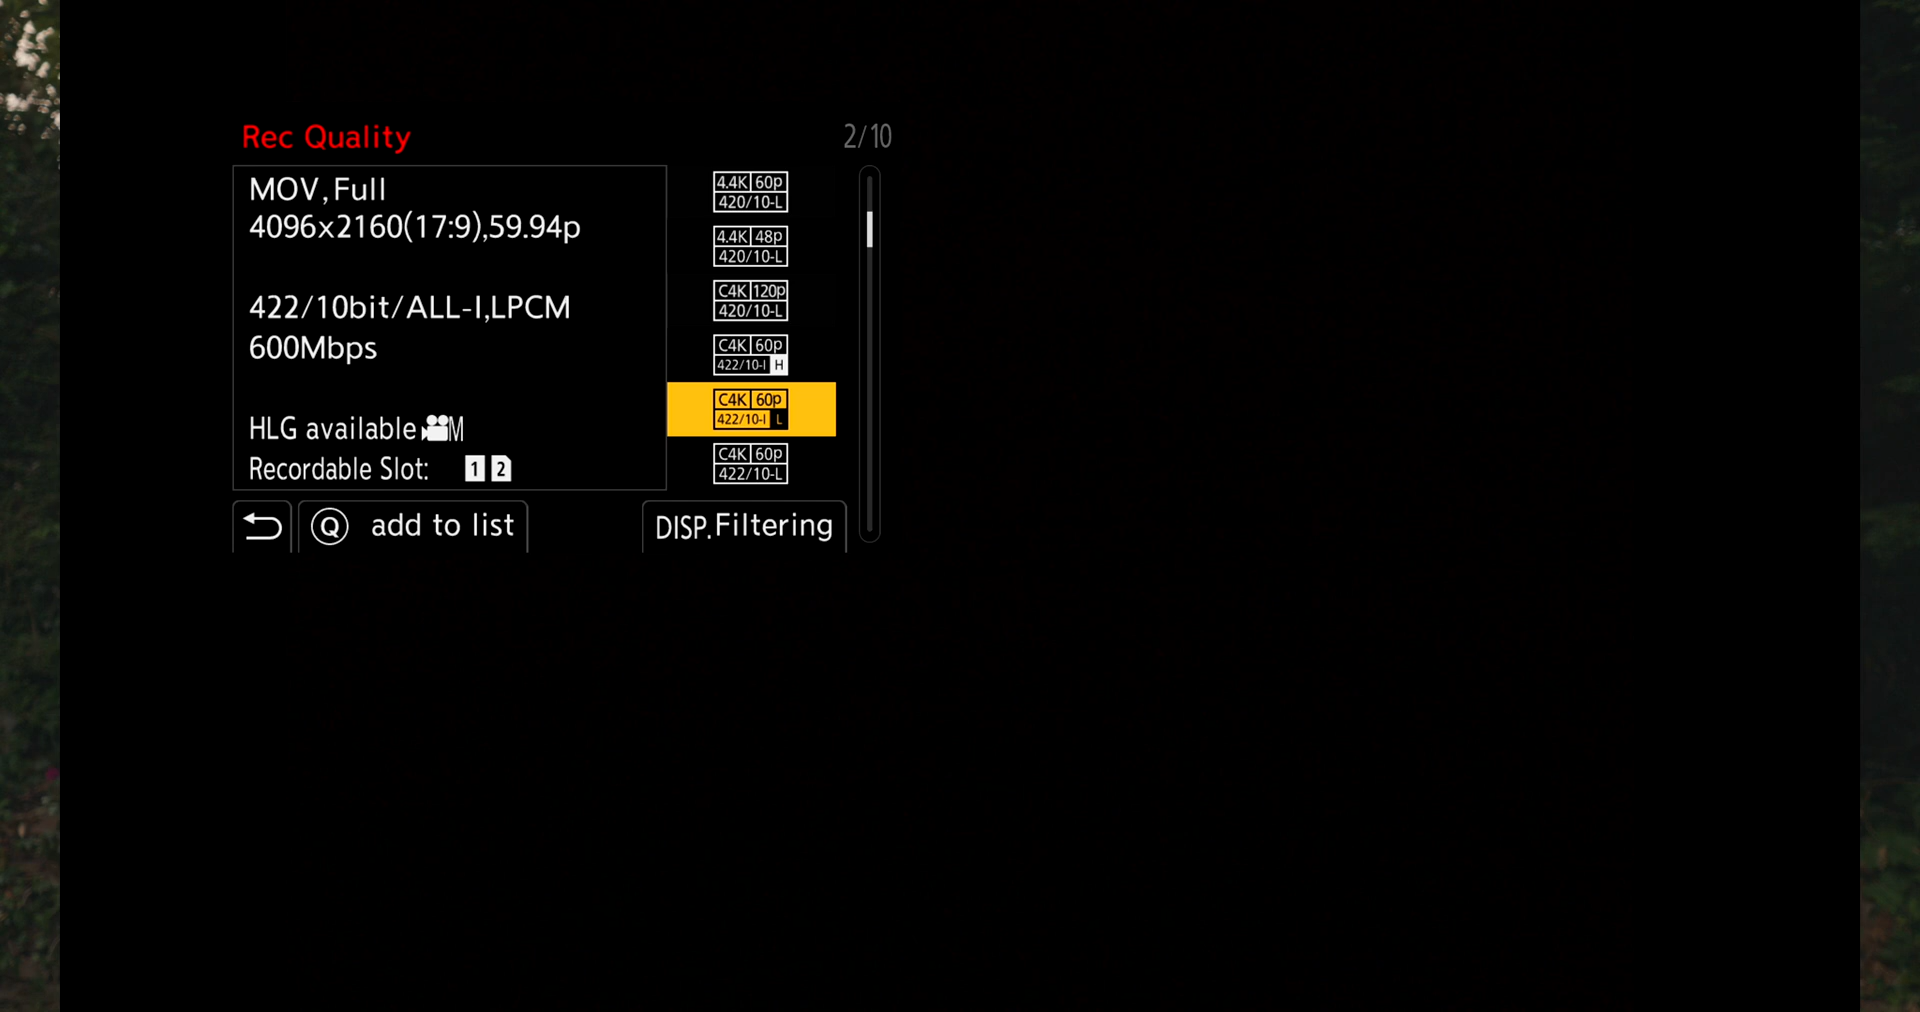 Rec Quality
2/10
MOV,Full
4096x2160(17:9),59.94p
422/10bit/ALL-I,LPCM
600Mbps
HLG available M
Recordable Slot: 1 2
4.4K 60p
420/10-L
4.4K 48p
420/10-L
C4K 120p
420/10-L
C4K 60p
422/10-I H
C4K 60p
422/10-I L
C4K 60p
422/10-L
Q add to list
DISP.Filtering